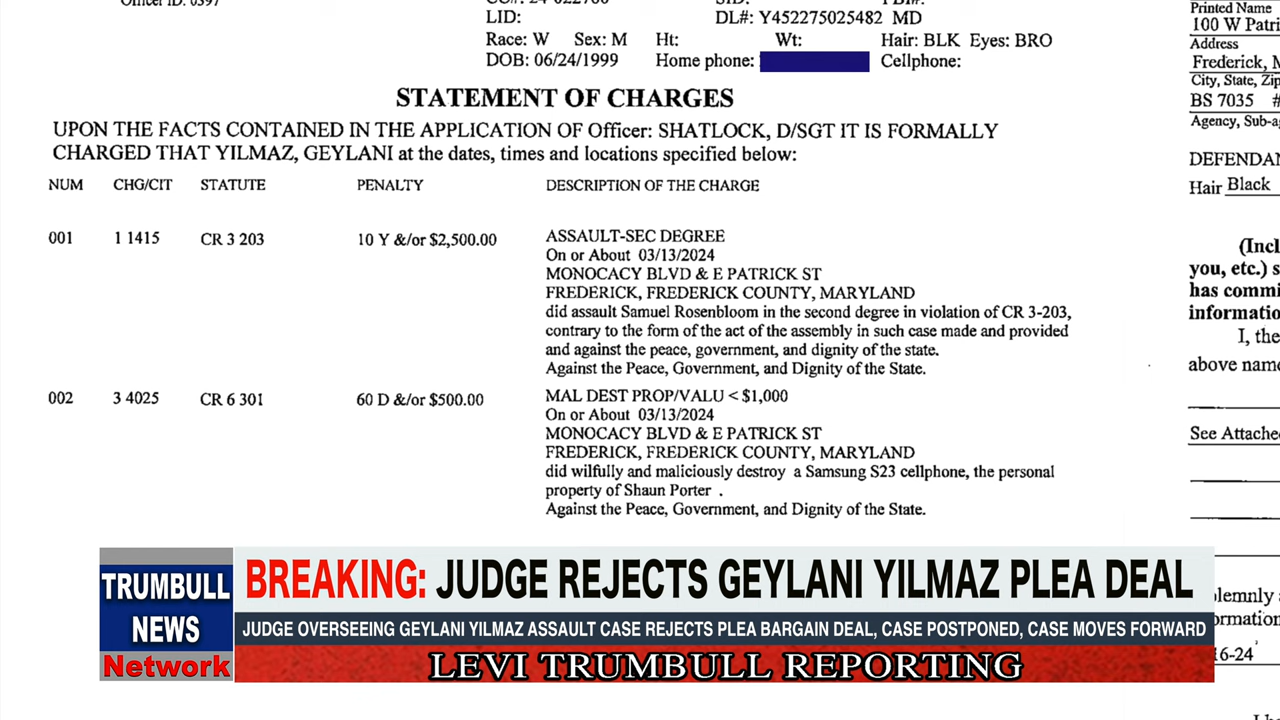 Officer ID: 0397
LID:
DL#: Y452275025482 MD
Race: W Sex: M Ht: Wt: Hair: BLK Eyes: BRO
DOB: 06/24/1999 Home phone: Cellphone:
STATEMENT OF CHARGES
UPON THE FACTS CONTAINED IN THE APPLICATION OF Officer: SHATLOCK, D/SGT IT IS FORMALLY
CHARGED THAT YILMAZ, GEYLANI at the dates, times and locations specified below:
NUM CHG/CIT STATUTE PENALTY DESCRIPTION OF THE CHARGE
001 1 1415 CR 3 203 10 Y &/or $2,500.00 ASSAULT-SEC DEGREE
On or About 03/13/2024
MONOCACY BLVD & E PATRICK ST
FREDERICK, FREDERICK COUNTY, MARYLAND
did assault Samuel Rosenbloom in the second degree in violation of CR 3-203,
contrary to the form of the act of the assembly in such case made and provided
and against the peace, government, and dignity of the state.
Against the Peace, Government, and Dignity of the State.
002 3 4025 CR 6 301 60 D &/or $500.00 MAL DEST PROP/VALU < $1,000
On or About 03/13/2024
MONOCACY BLVD & E PATRICK ST
FREDERICK, FREDERICK COUNTY, MARYLAND
did wilfully and maliciously destroy a Samsung S23 cellphone, the personal
property of Shaun Porter .
Against the Peace, Government, and Dignity of the State.
Printed Name
100 W Patri
Address
Frederick, M
City, State, Zip
BS 7035 #
Agency, Sub-a
DEFENDAN
Hair Black
(Incl
you, etc.) s
has commi
informatio
I, the
above name
See Attache
lemnly
ormation
6-24
TRUMBULL
NEWS
Network
BREAKING: JUDGE REJECTS GEYLANI YILMAZ PLEA DEAL
JUDGE OVERSEEING GEYLANI YILMAZ ASSAULT CASE REJECTS PLEA BARGAIN DEAL, CASE POSTPONED, CASE MOVES FORWARD
LEVI TRUMBULL REPORTING